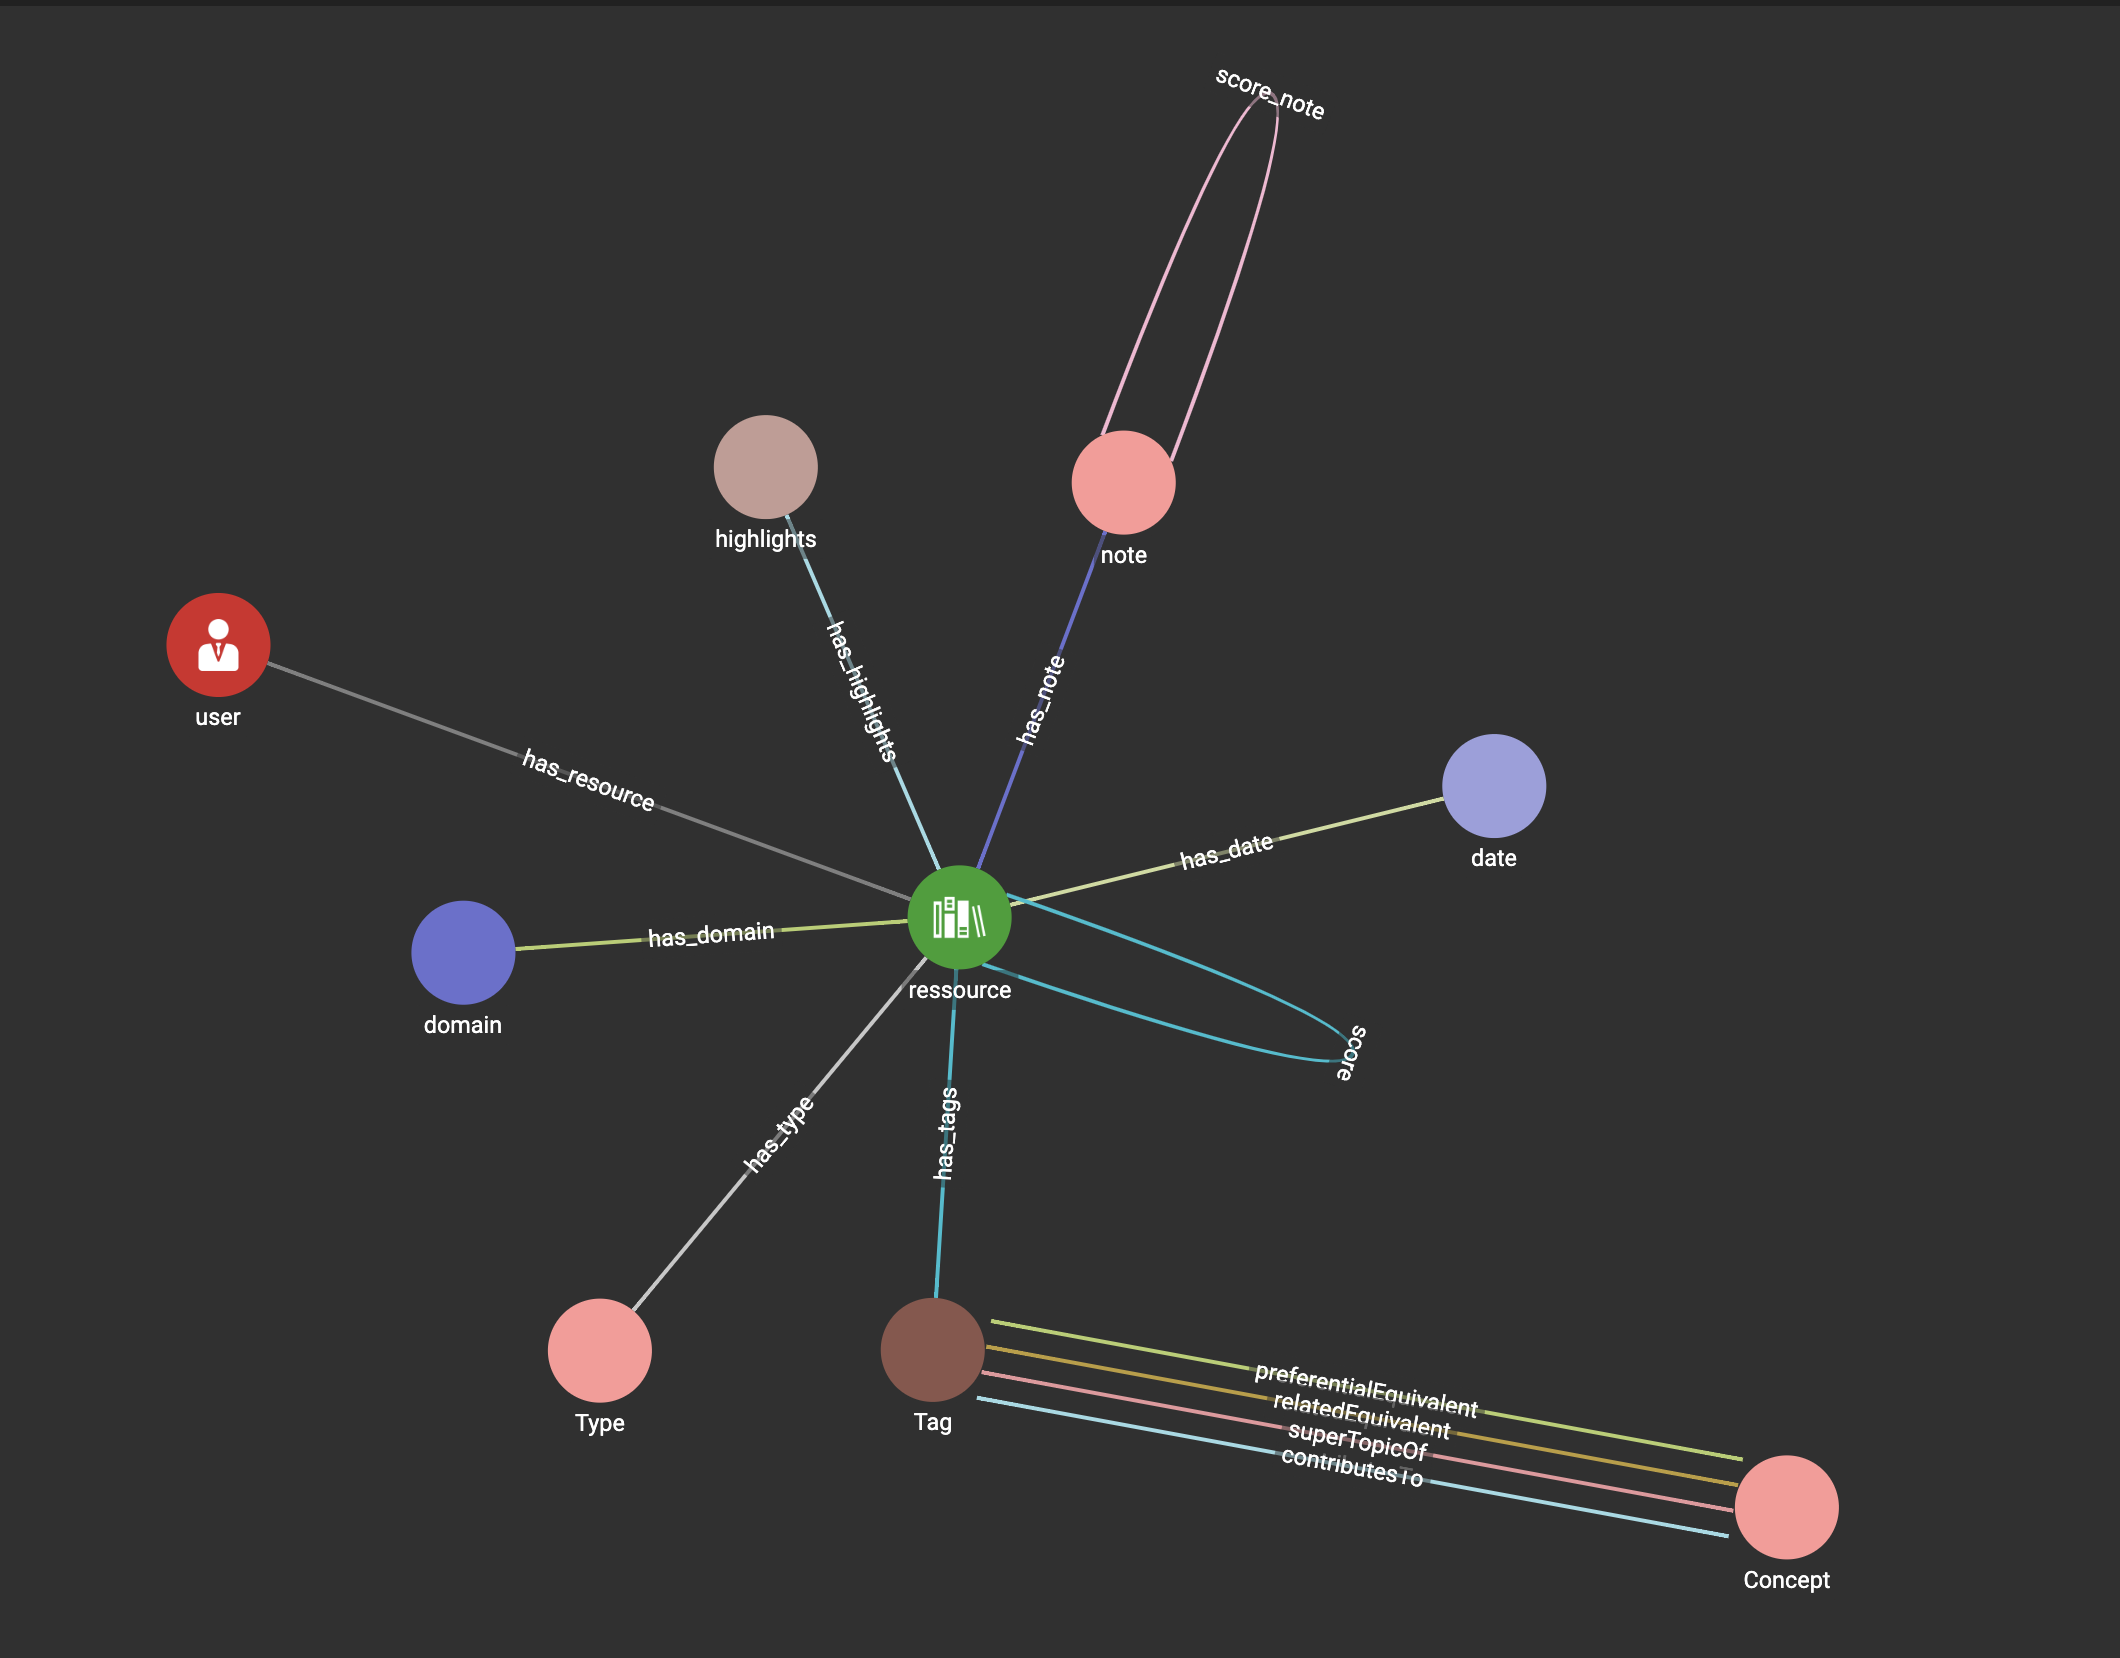 score_note
highlights
note
has_highlights
has_note
user
has_resource
has_date
date
has_domain
domain
ressource
score
has_tags
has_type
Type
Tag
preferentialEquivalent
relatedEquivalent
superTopicOf
contributesTo
Concept